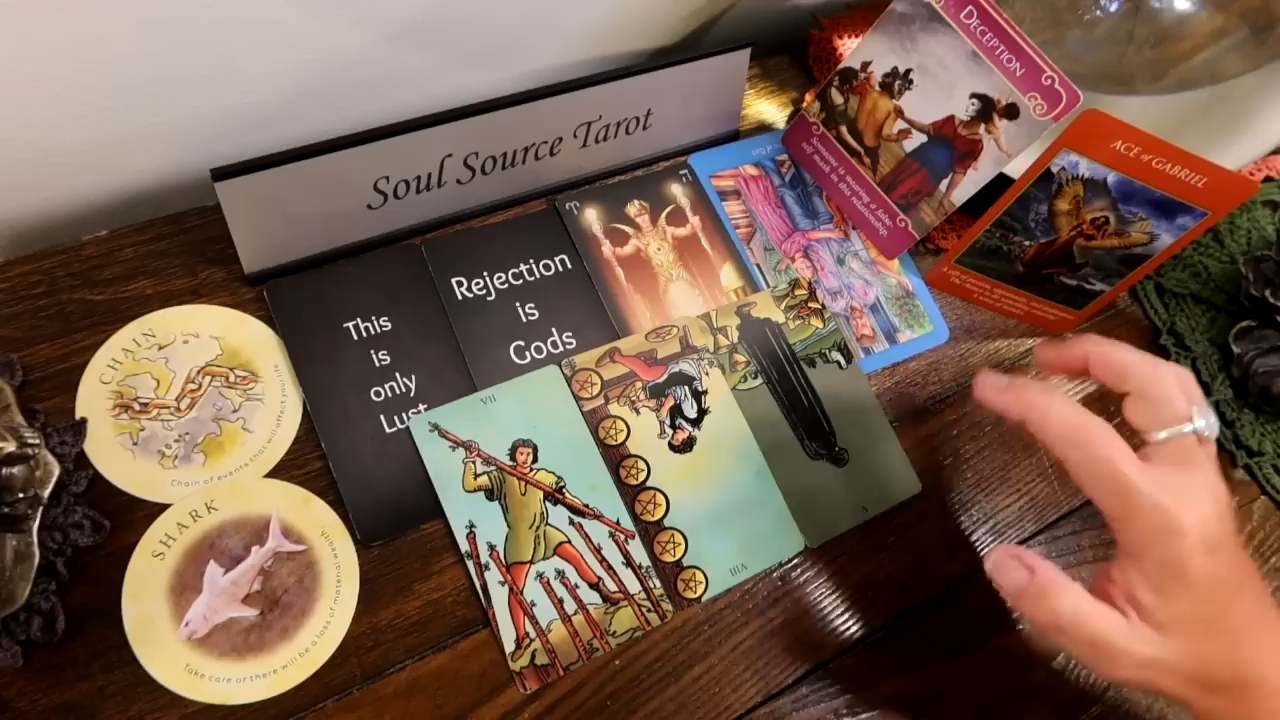 Soul Source Tarot
DECEPTION
Someone is wearing a false-
self mask in this relationship.
ACE of GABRIEL
CHAIN
Chain of events that will affect your life
SHARK
Take care or there will be a loss of material wealth.
This
is
only
Lust
Rejection
is
Gods
VII
VIII
V